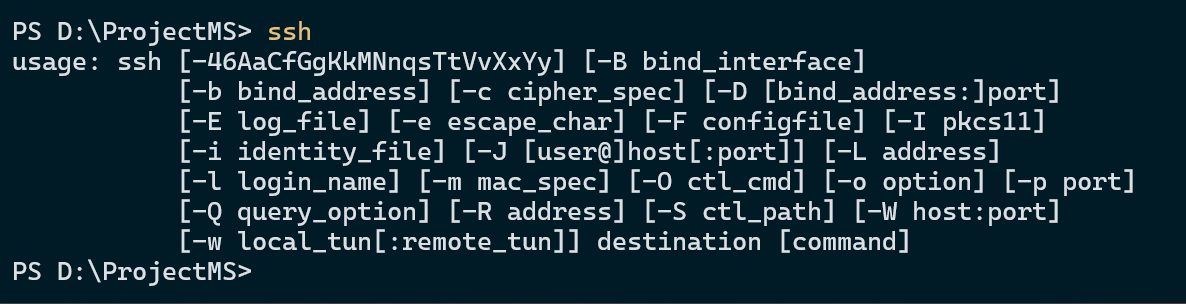 PS D:\ProjectMS> ssh
usage: ssh [-46AaCfGgKkMNnqsTtVvXxYy] [-B bind_interface]
           [-b bind_address] [-c cipher_spec] [-D [bind_address:]port]
           [-E log_file] [-e escape_char] [-F configfile] [-I pkcs11]
           [-i identity_file] [-J [user@]host[:port]] [-L address]
           [-l login_name] [-m mac_spec] [-O ctl_cmd] [-o option] [-p port]
           [-Q query_option] [-R address] [-S ctl_path] [-W host:port]
           [-w local_tun[:remote_tun]] destination [command]
PS D:\ProjectMS>